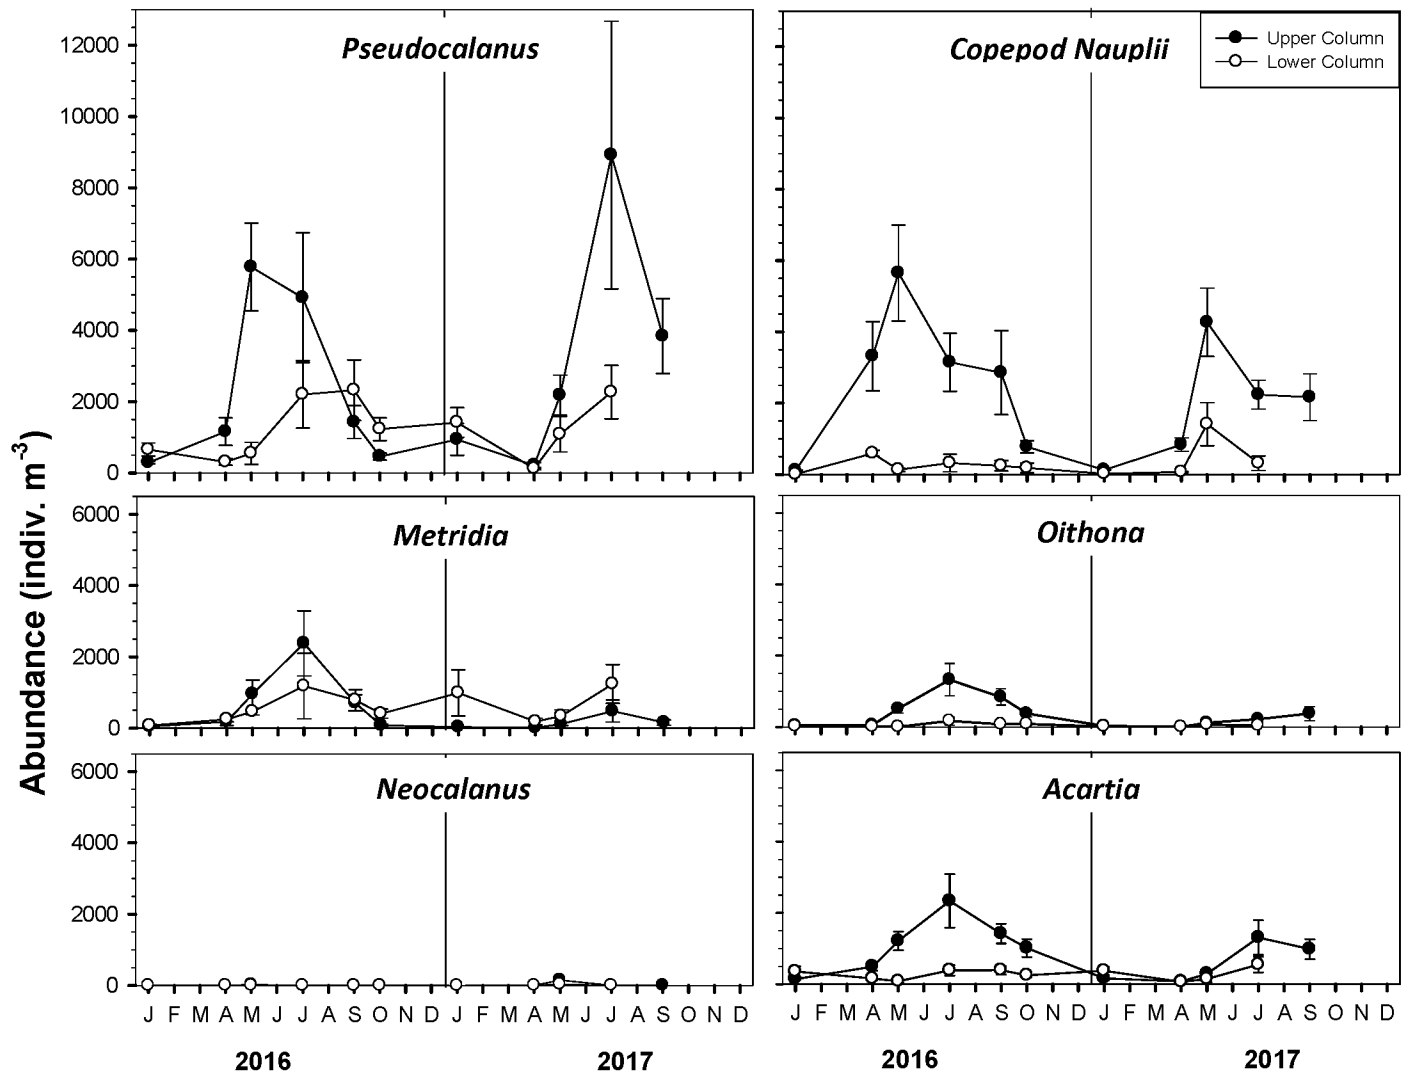 Pseudocalanus
Copepod Nauplii
Upper Column
Lower Column
12000
10000
8000
6000
4000
2000
0
Metridia
Oithona
6000
4000
2000
0
Neocalanus
Acartia
6000
4000
2000
0
Abundance (indiv. m-3)
J F M A M J J A S O N D J F M A M J J A S O N D
J F M A M J J A S O N D J F M A M J J A S O N D
2016
2017
2016
2017